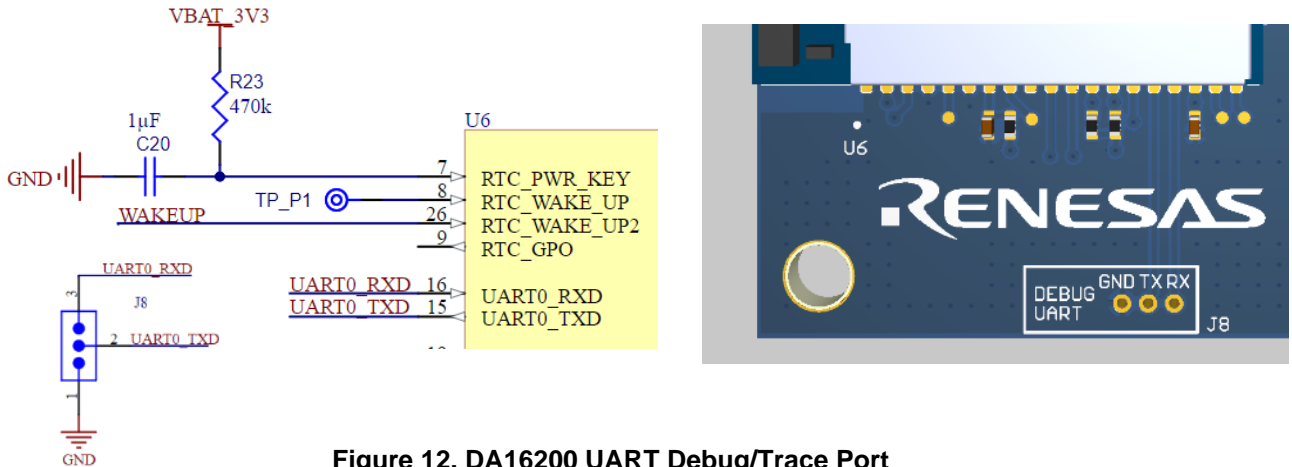 VBAT_3V3
R23
470k
1µF
C20
GND
U6
7
RTC_PWR_KEY
TP_P1
8
RTC_WAKE_UP
WAKEUP
26
RTC_WAKE_UP2
9
RTC_GPO
UART0_RXD
UART0_RXD 16
UART0_RXD
UART0_TXD 15
UART0_TXD
3
J8
2 UART0_TXD
1
GND
U6
RENESAS
DEBUG
UART
GND TX RX
J8
Figure 12. DA16200 UART Debug/Trace Port